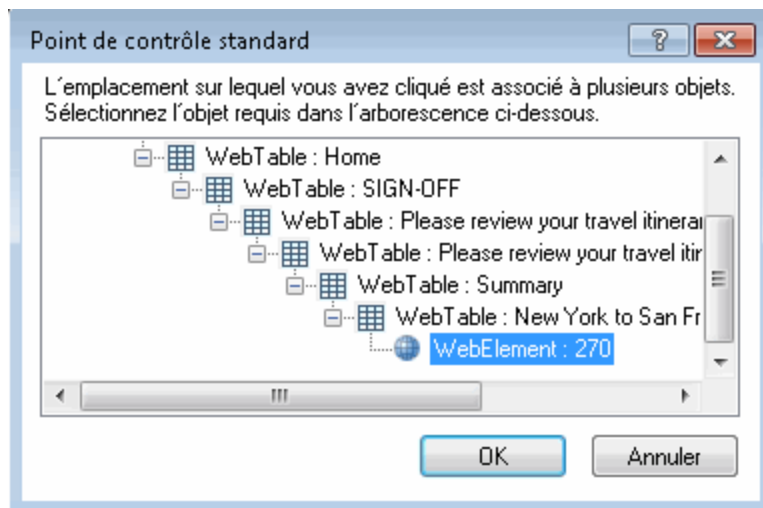 Point de contrôle standard
L´emplacement sur lequel vous avez cliqué est associé à plusieurs objets.
Sélectionnez l´objet requis dans l´arborescence ci-dessous.
WebTable : Home
WebTable : SIGN-OFF
WebTable : Please review your travel itinerar
WebTable : Please review your travel itir
WebTable : Summary
WebTable : New York to San Fr
WebElement : 270
OK Annuler